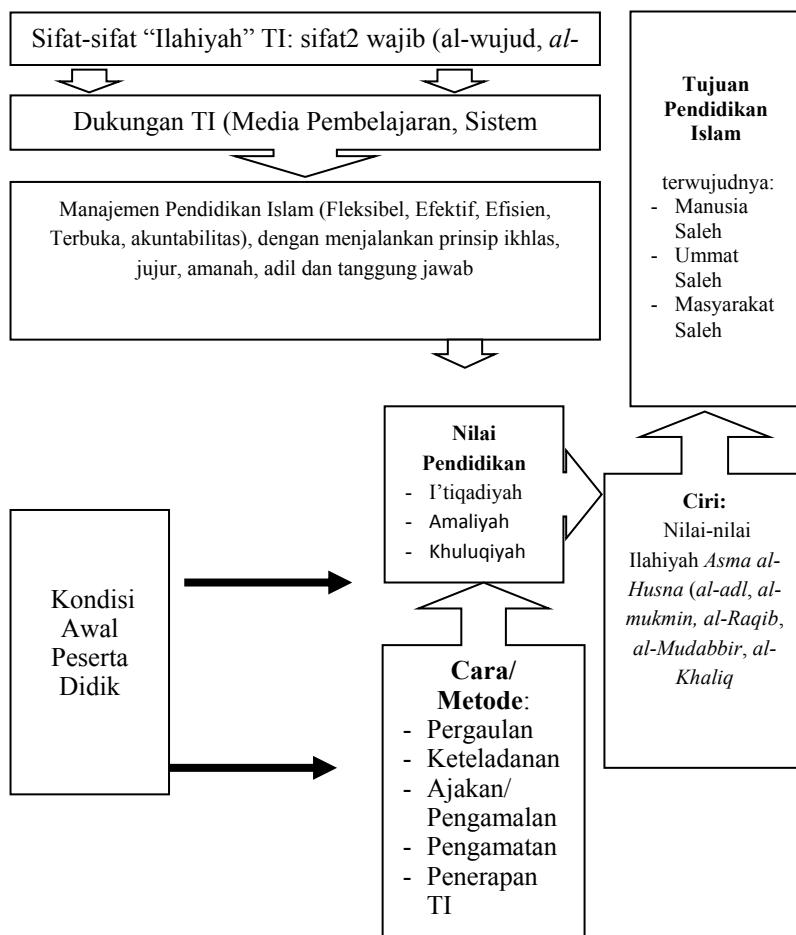 Sifat-sifat “Ilahiyah” TI: sifat2 wajib (al-wujud, al-
Dukungan TI (Media Pembelajaran, Sistem
Manajemen Pendidikan Islam (Fleksibel, Efektif, Efisien,
Terbuka, akuntabilitas), dengan menjalankan prinsip ikhlas,
jujur, amanah, adil dan tanggung jawab
Tujuan
Pendidikan
Islam
terwujudnya:
- Manusia
Saleh
- Ummat
Saleh
- Masyarakat
Saleh
Nilai
Pendidikan
- I’tiqadiyah
- Amaliyah
- Khuluqiyah
Ciri:
Nilai-nilai
Ilahiyah Asma al-
Husna (al-adl, al-
mukmin, al-Raqib,
al-Mudabbir, al-
Khaliq
Kondisi
Awal
Peserta
Didik
Cara/
Metode:
- Pergaulan
- Keteladanan
- Ajakan/
Pengamalan
- Pengamatan
- Penerapan
TI